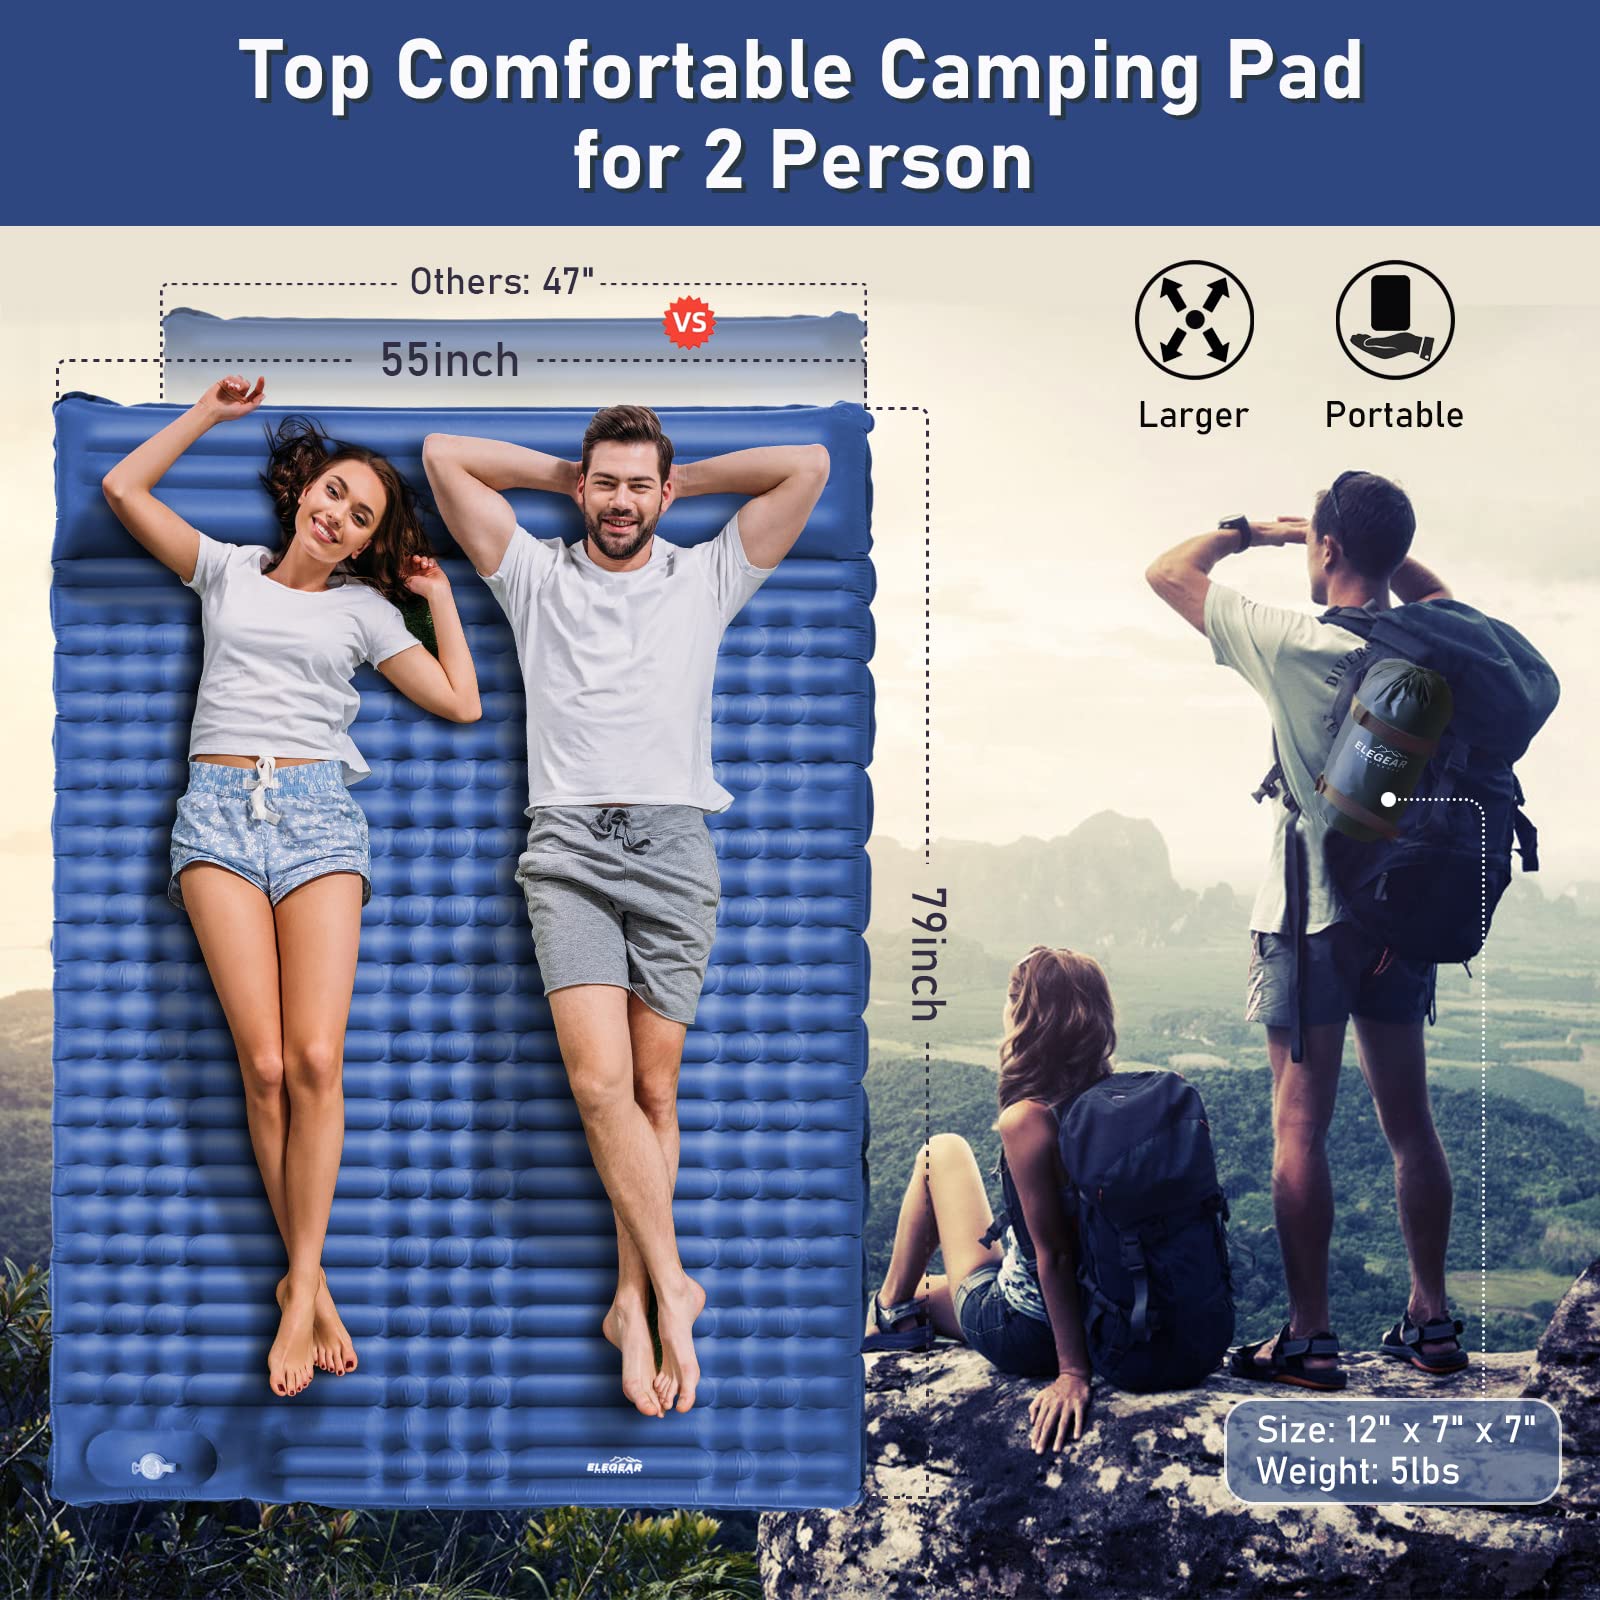 Top Comfortable Camping Pad
for 2 Person
Others: 47"
VS
55inch
Larger
Portable
79inch
DIVERS
ELEGEAR
ELEGEAR
Size: 12" x 7" x 7"
Weight: 5lbs